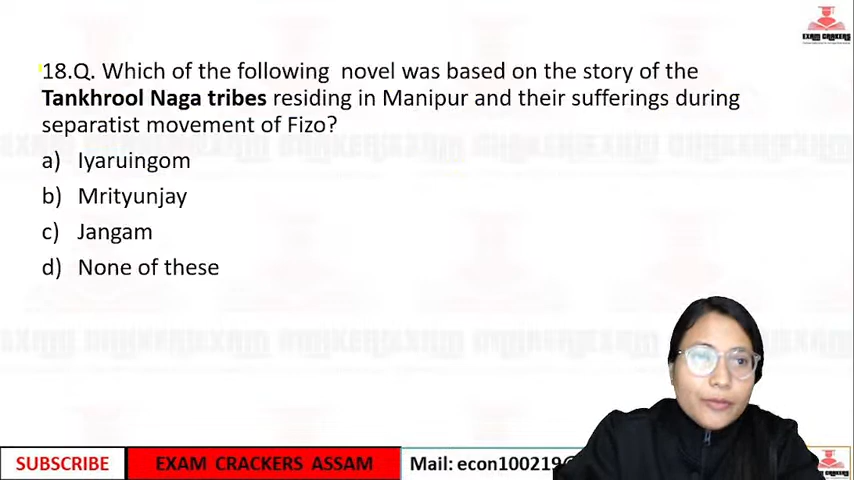 EXAM CRACKERS
18.Q. Which of the following novel was based on the story of the
Tankhrool Naga tribes residing in Manipur and their sufferings during
separatist movement of Fizo?
a) Iyaruingom
b) Mrityunjay
c) Jangam
d) None of these
SUBSCRIBE
EXAM CRACKERS ASSAM
Mail: econ100219@